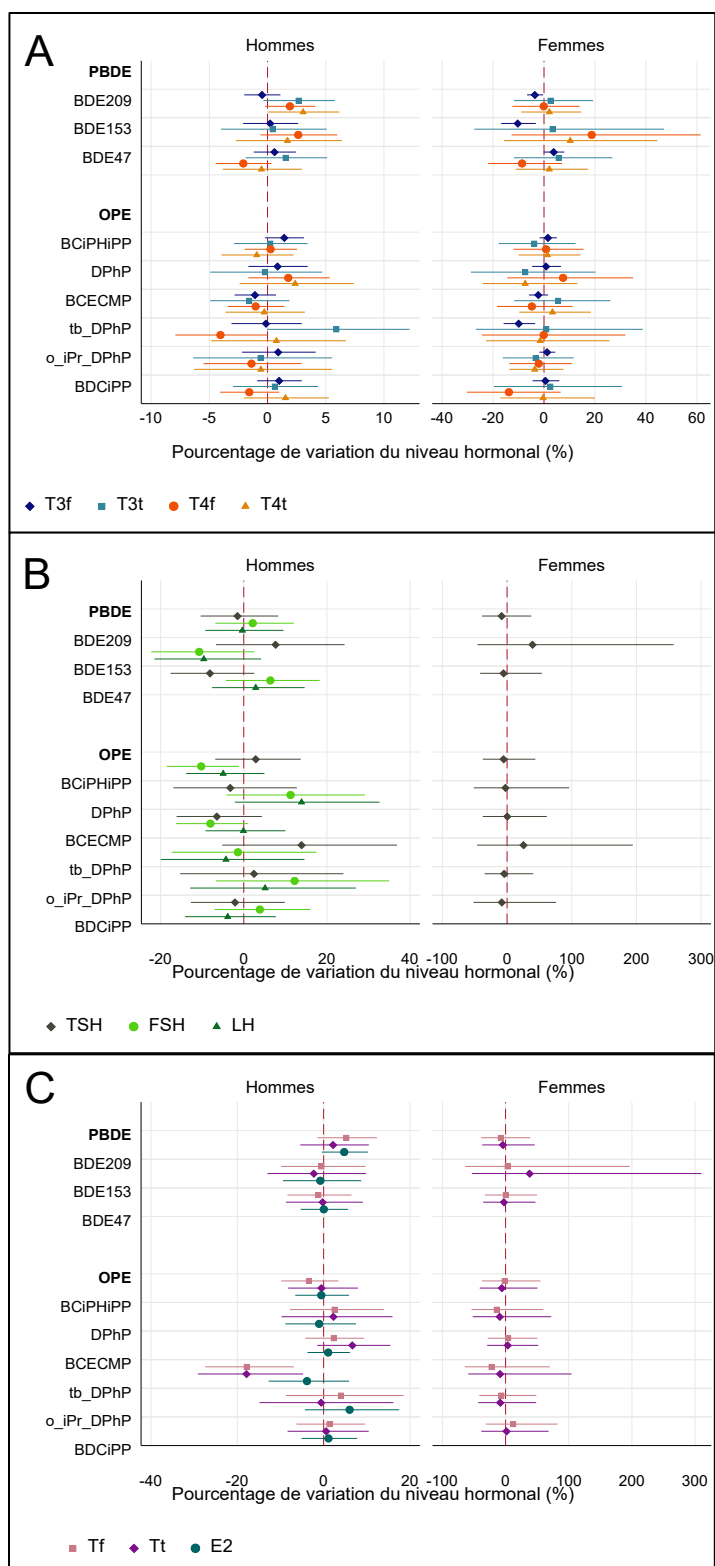 A
Hommes Femmes
PBDE
BDE209
BDE153
BDE47
OPE
BCiPHiPP
DPhP
BCECMP
tb_DPhP
o_iPr_DPhP
BDCiPP
-10 -5 0 5 10 -40 -20 0 20 40 60
Pourcentage de variation du niveau hormonal (%)
T3f T3t T4f T4t
B
Hommes Femmes
PBDE
BDE209
BDE153
BDE47
OPE
BCiPHiPP
DPhP
BCECMP
tb_DPhP
o_iPr_DPhP
BDCiPP
-20 0 20 40 -100 0 100 200 300
Pourcentage de variation du niveau hormonal (%)
TSH FSH LH
C
Hommes Femmes
PBDE
BDE209
BDE153
BDE47
OPE
BCiPHiPP
DPhP
BCECMP
tb_DPhP
o_iPr_DPhP
BDCiPP
-40 -20 0 20 -100 0 100 200 300
Pourcentage de variation du niveau hormonal (%)
Tf Tt E2